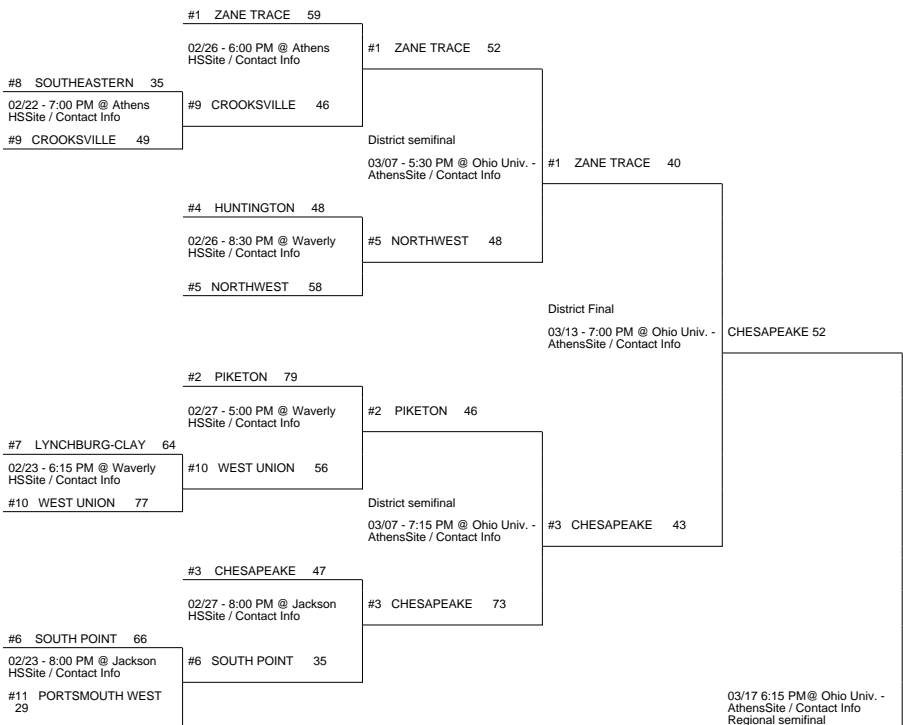 #1 ZANE TRACE 59
02/26 - 6:00 PM @ Athens
HSSite / Contact Info
#1 ZANE TRACE 52
#8 SOUTHEASTERN 35
02/22 - 7:00 PM @ Athens
HSSite / Contact Info
#9 CROOKSVILLE 46
#9 CROOKSVILLE 49
District semifinal
03/07 - 5:30 PM @ Ohio Univ. -
AthensSite / Contact Info
#1 ZANE TRACE 40
#4 HUNTINGTON 48
02/26 - 8:30 PM @ Waverly
HSSite / Contact Info
#5 NORTHWEST 48
#5 NORTHWEST 58
District Final
03/13 - 7:00 PM @ Ohio Univ. -
AthensSite / Contact Info
CHESAPEAKE 52
#2 PIKETON 79
02/27 - 5:00 PM @ Waverly
HSSite / Contact Info
#2 PIKETON 46
#7 LYNCHBURG-CLAY 64
02/23 - 6:15 PM @ Waverly
HSSite / Contact Info
#10 WEST UNION 56
#10 WEST UNION 77
District semifinal
03/07 - 7:15 PM @ Ohio Univ. -
AthensSite / Contact Info
#3 CHESAPEAKE 43
#3 CHESAPEAKE 47
02/27 - 8:00 PM @ Jackson
HSSite / Contact Info
#3 CHESAPEAKE 73
#6 SOUTH POINT 66
02/23 - 8:00 PM @ Jackson
HSSite / Contact Info
#6 SOUTH POINT 35
#11 PORTSMOUTH WEST
29
03/17 6:15 PM@ Ohio Univ. -
AthensSite / Contact Info
Regional semifinal